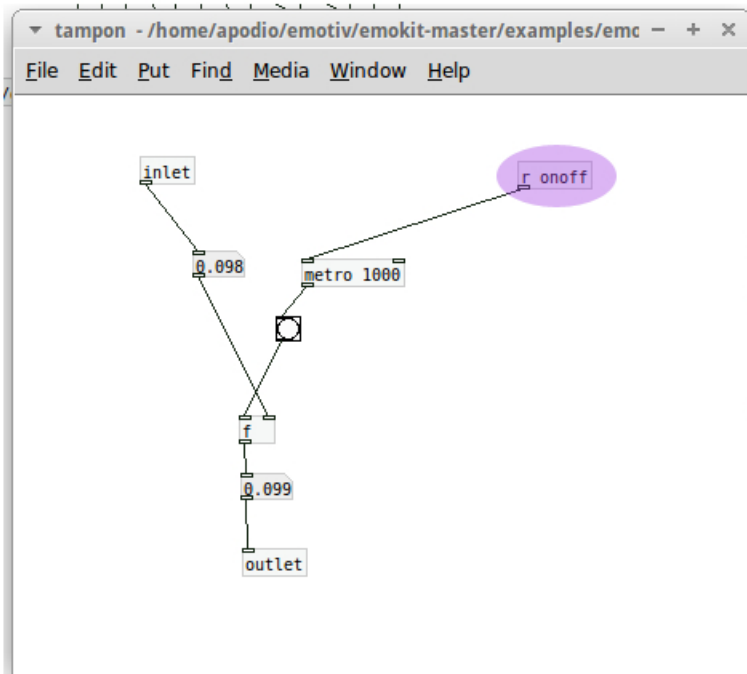 tampon - /home/apodio/emotiv/emokit-master/examples/emo
File Edit Put Find Media Window Help
inlet
r onoff
0.098
metro 1000
f
0.099
outlet